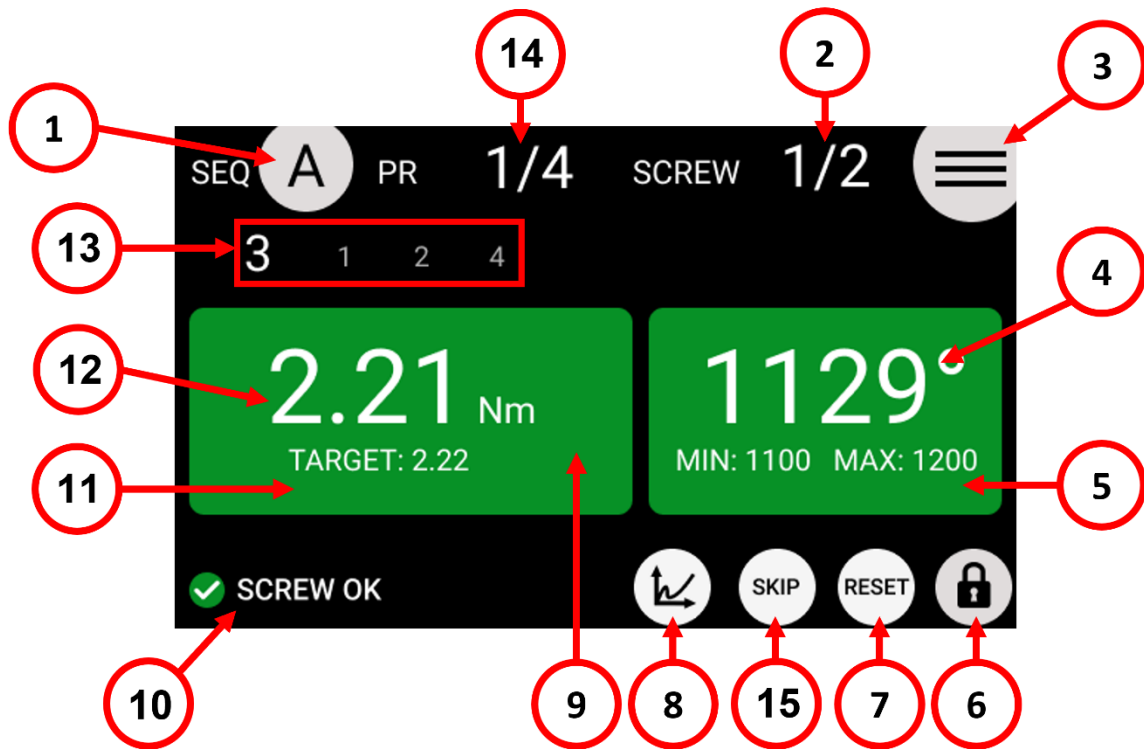 14 2 3
1
SEQ A PR 1/4 SCREW 1/2
13 3 1 2 4
4
12 2.21 Nm 1129°
TARGET: 2.22 MIN: 1100 MAX: 1200
11 5
SCREW OK SKIP RESET
10 9 8 15 7 6